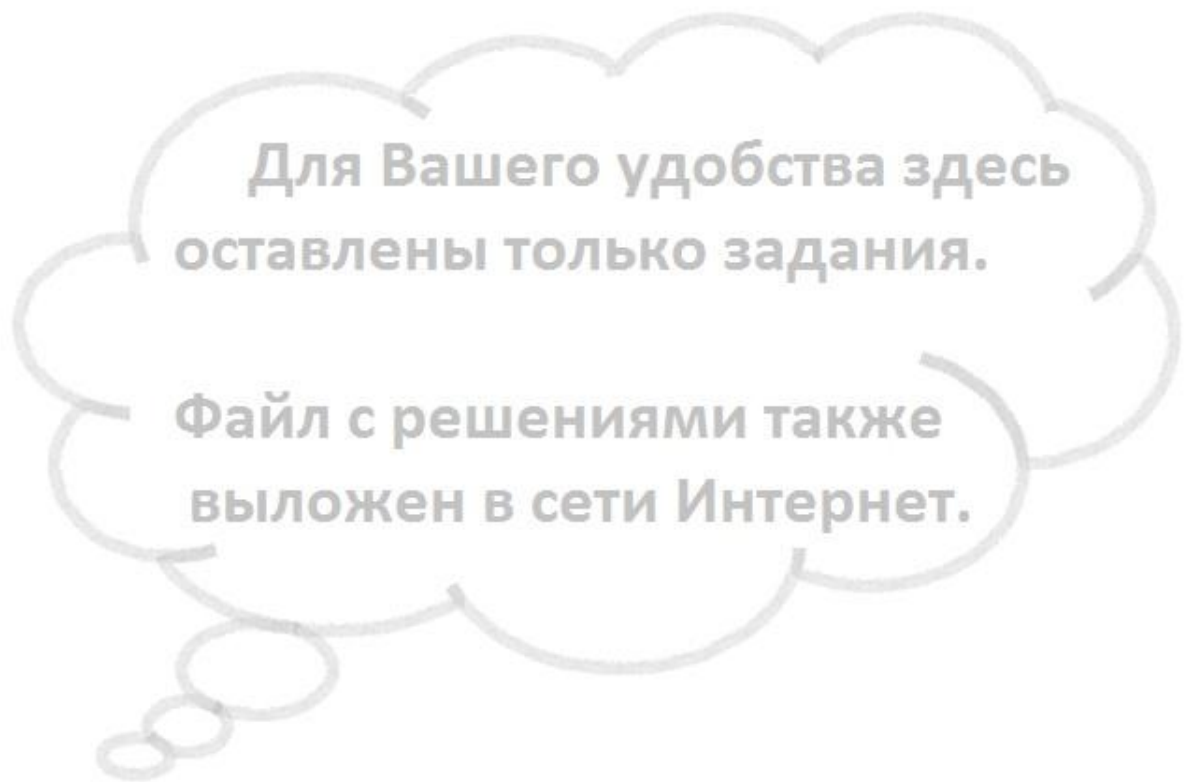 Для Вашего удобства здесь
оставлены только задания.
Файл с решениями также
выложен в сети Интернет.